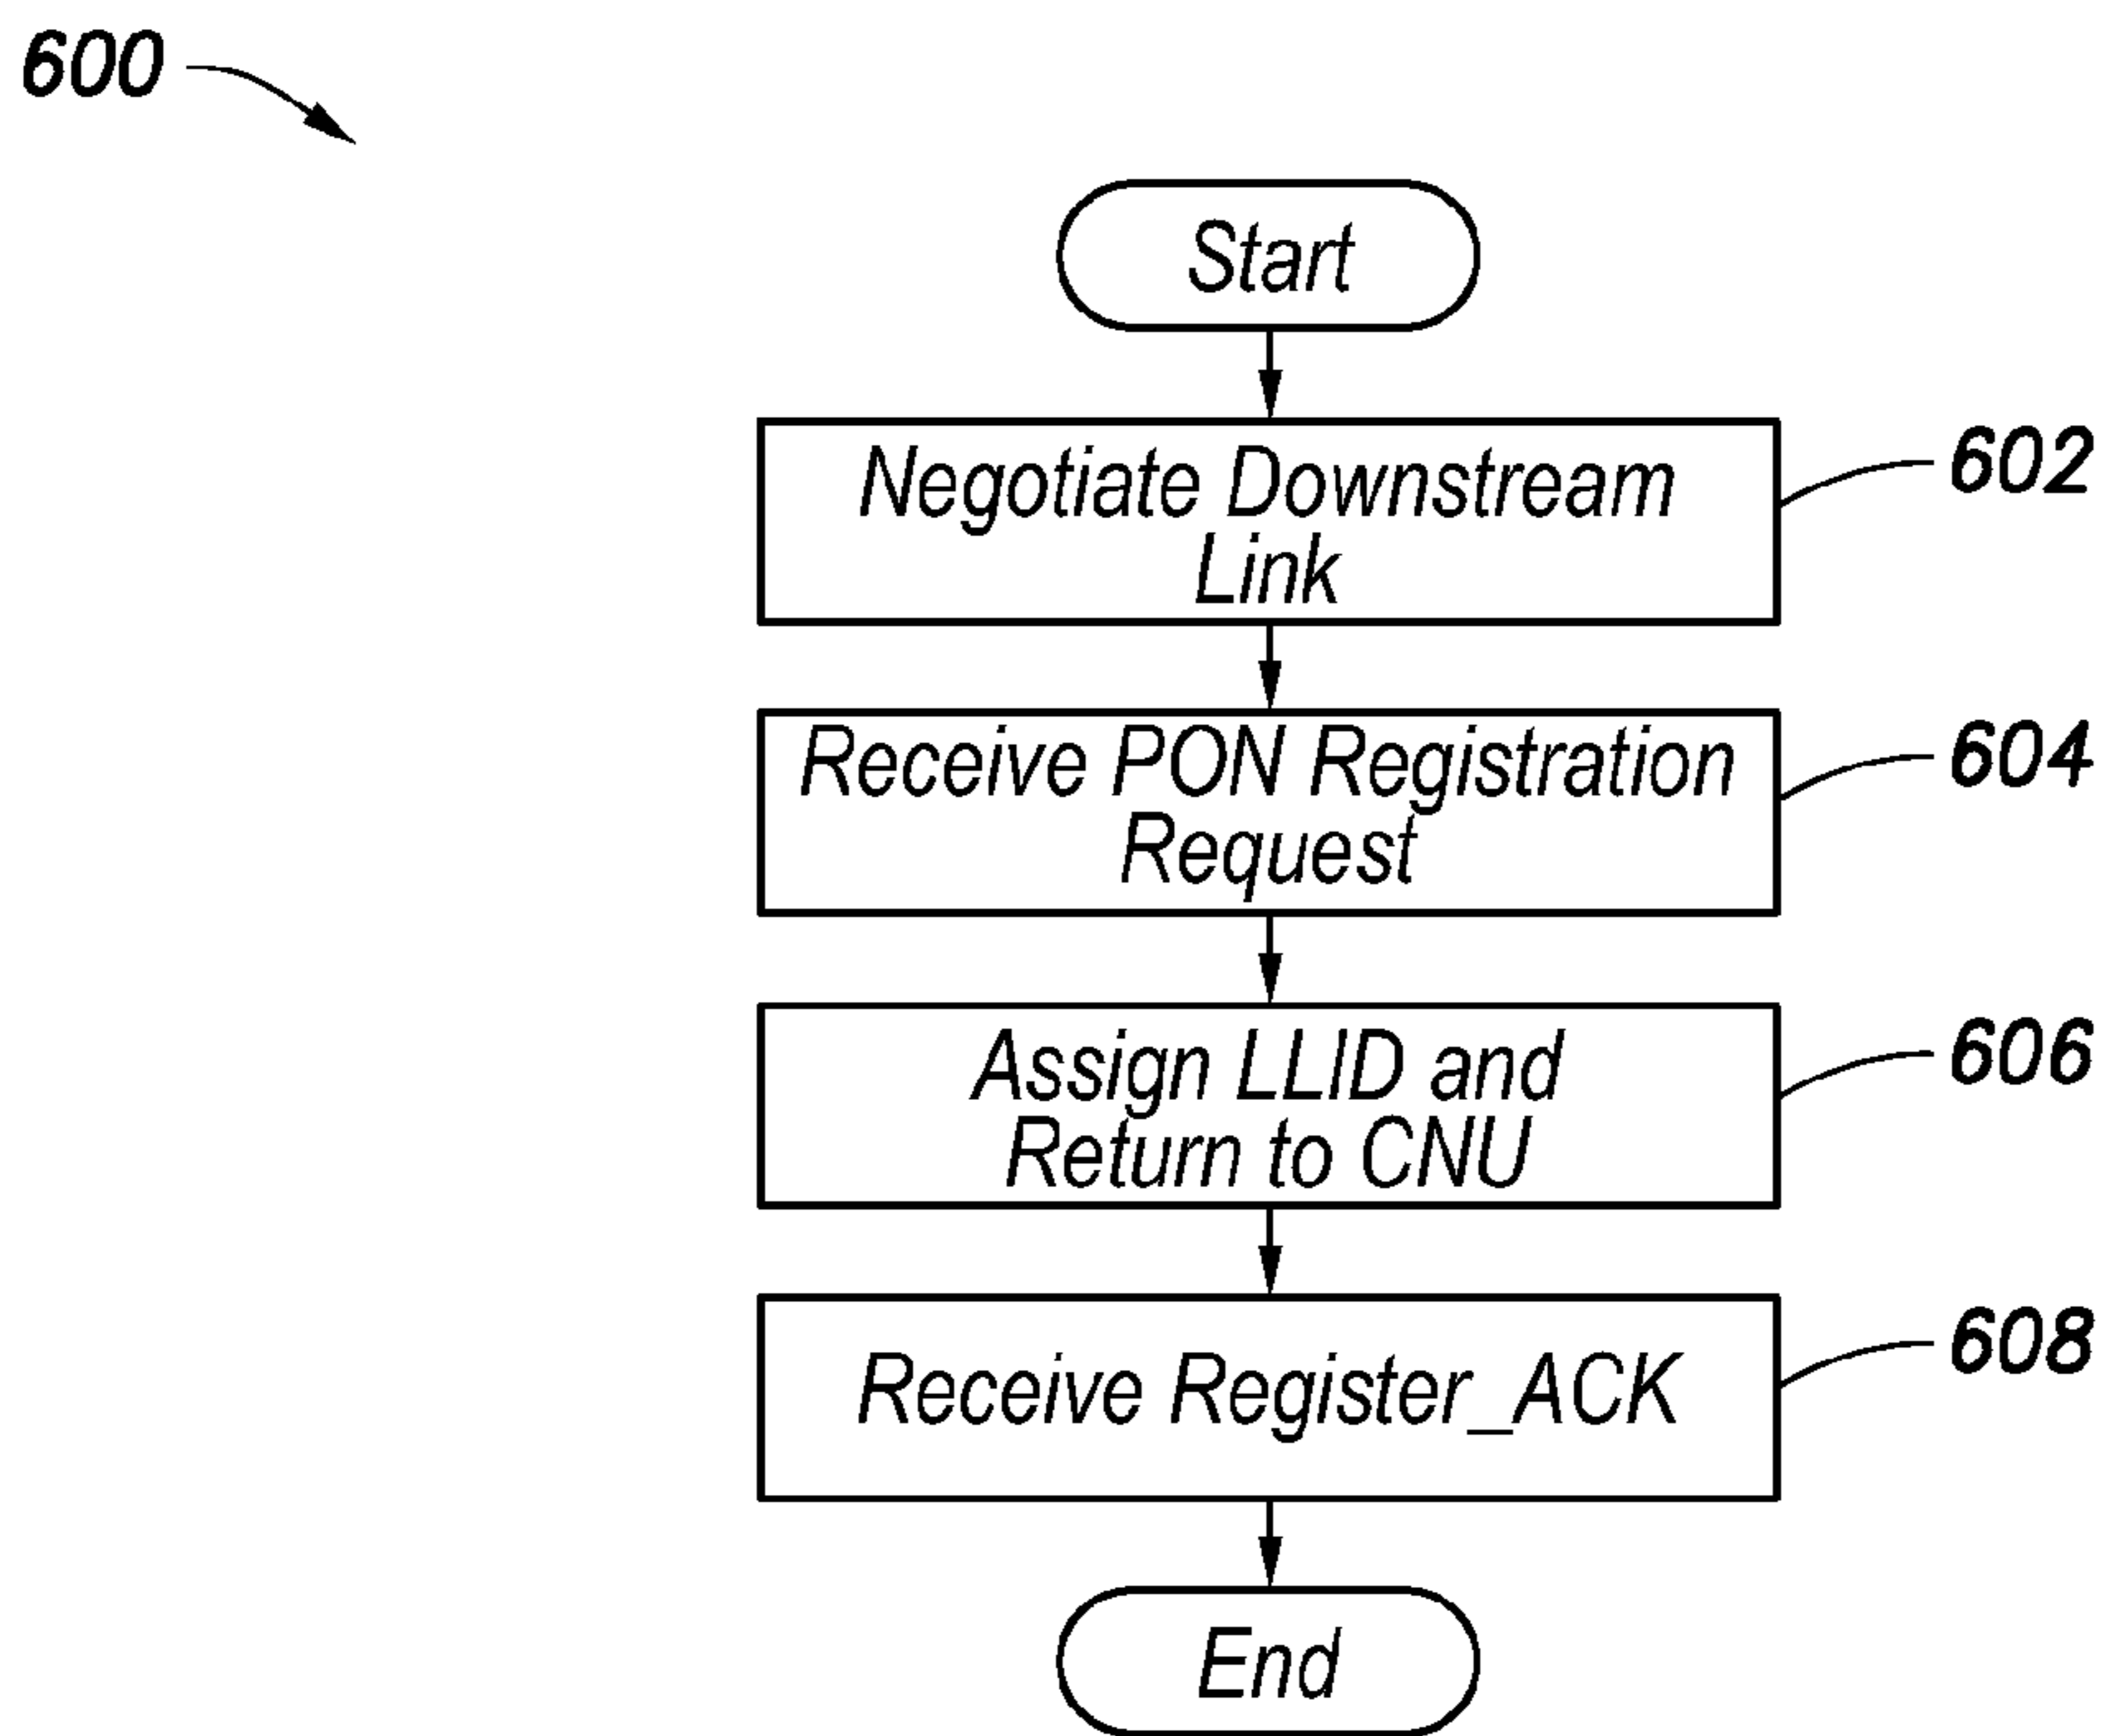 600
Start
Negotiate Downstream
Link
602
Receive PON Registration
Request
604
Assign LLID and
Return to CNU
606
Receive Register_ACK
608
End